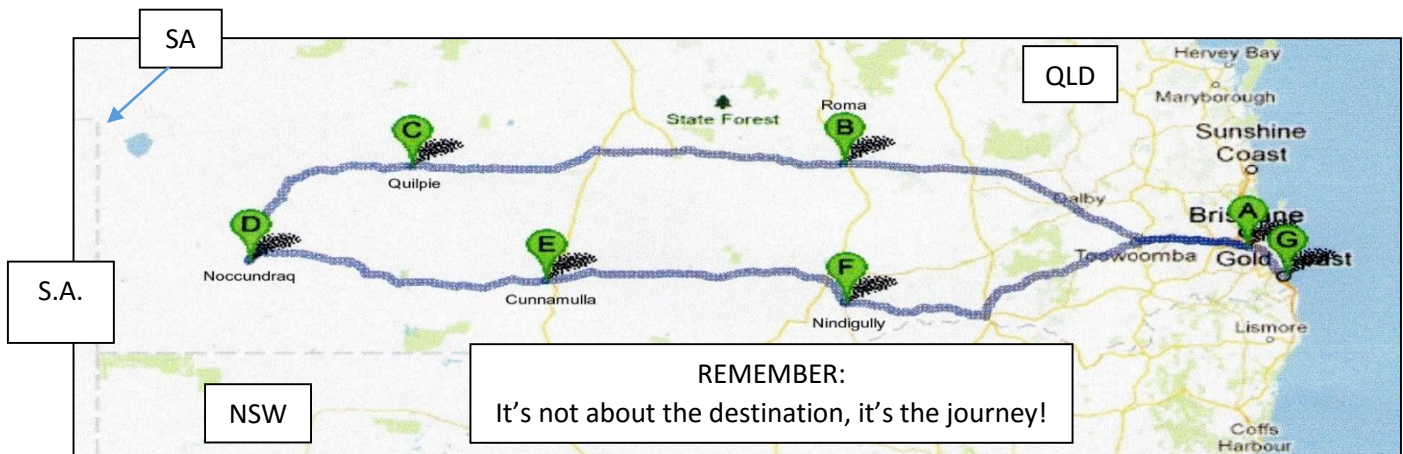 SA
QLD
Hervey Bay
Maryborough
Roma
B
State Forest
Sunshine
Coast
C
Quilpie
Dalby
Brisbane
A
D
Noccundraq
E
Cunnamulla
F
Toowoomba
Gold Coast
G
S.A.
Nindigully
Lismore
REMEMBER:
It’s not about the destination, it’s the journey!
NSW
Coffs
Harbour